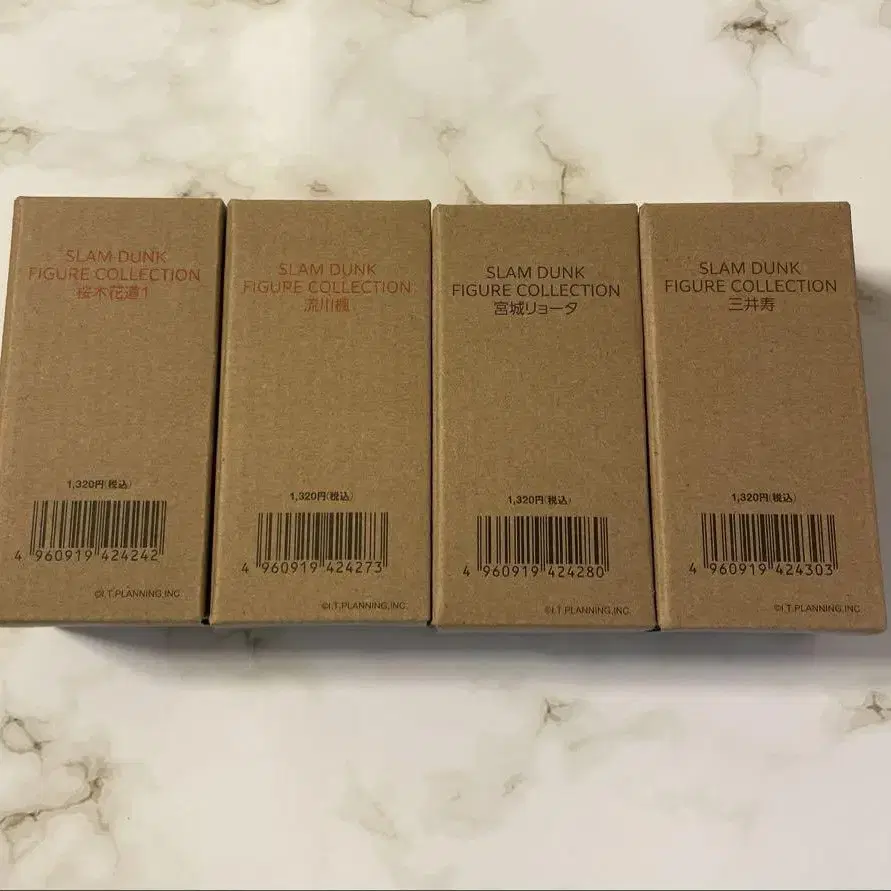 SLAM DUNK
FIGURE COLLECTION
桜木花道1
1,320円(税込)
4 960919 424242
©I.T.PLANNING,INC.
SLAM DUNK
FIGURE COLLECTION
流川楓
1,320円(税込)
4 960919 424273
©I.T.PLANNING,INC.
SLAM DUNK
FIGURE COLLECTION
宮城リョータ
1,320円(税込)
4 960919 424280
©I.T.PLANNING,INC.
SLAM DUNK
FIGURE COLLECTION
三井寿
1,320円(税込)
4 960919 424303
©I.T.PLANNING,INC.